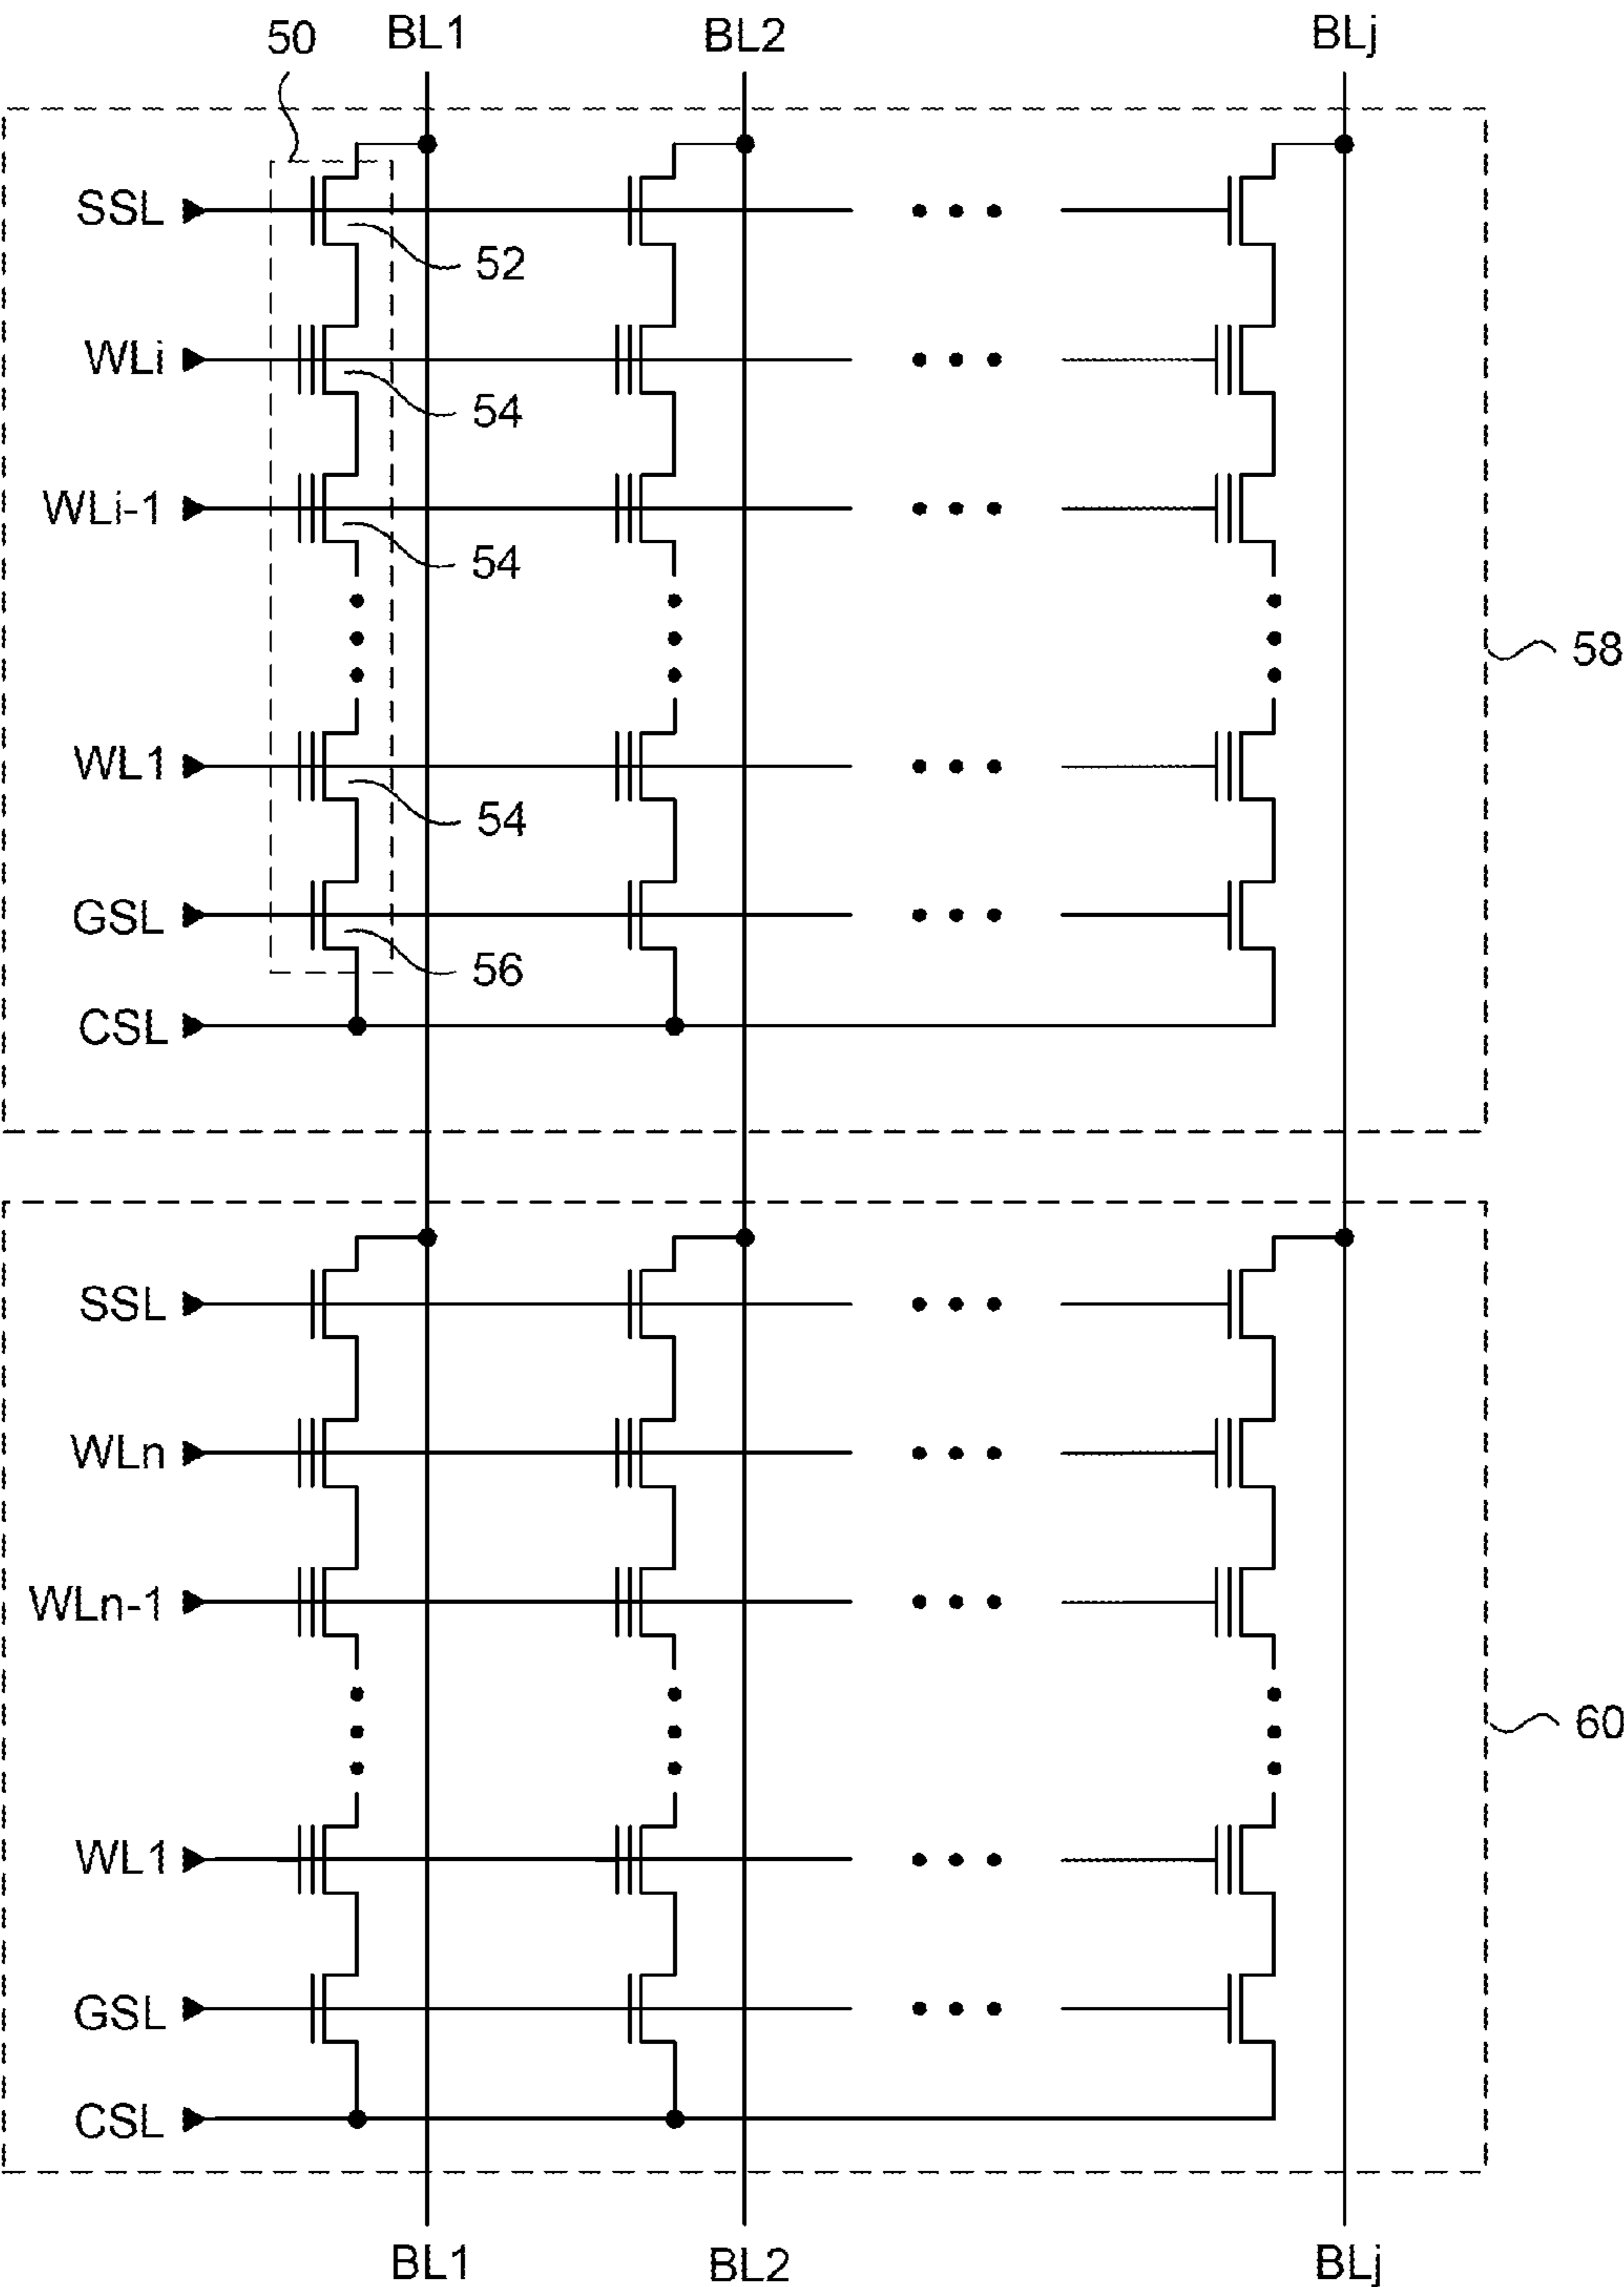 50 BL1 BL2 BLj
SSL
52
WLi
54
WLi-1
54
58
WL1
54
GSL
56
CSL
SSL
WLn
WLn-1
60
WL1
GSL
CSL
BL1 BL2 BLj